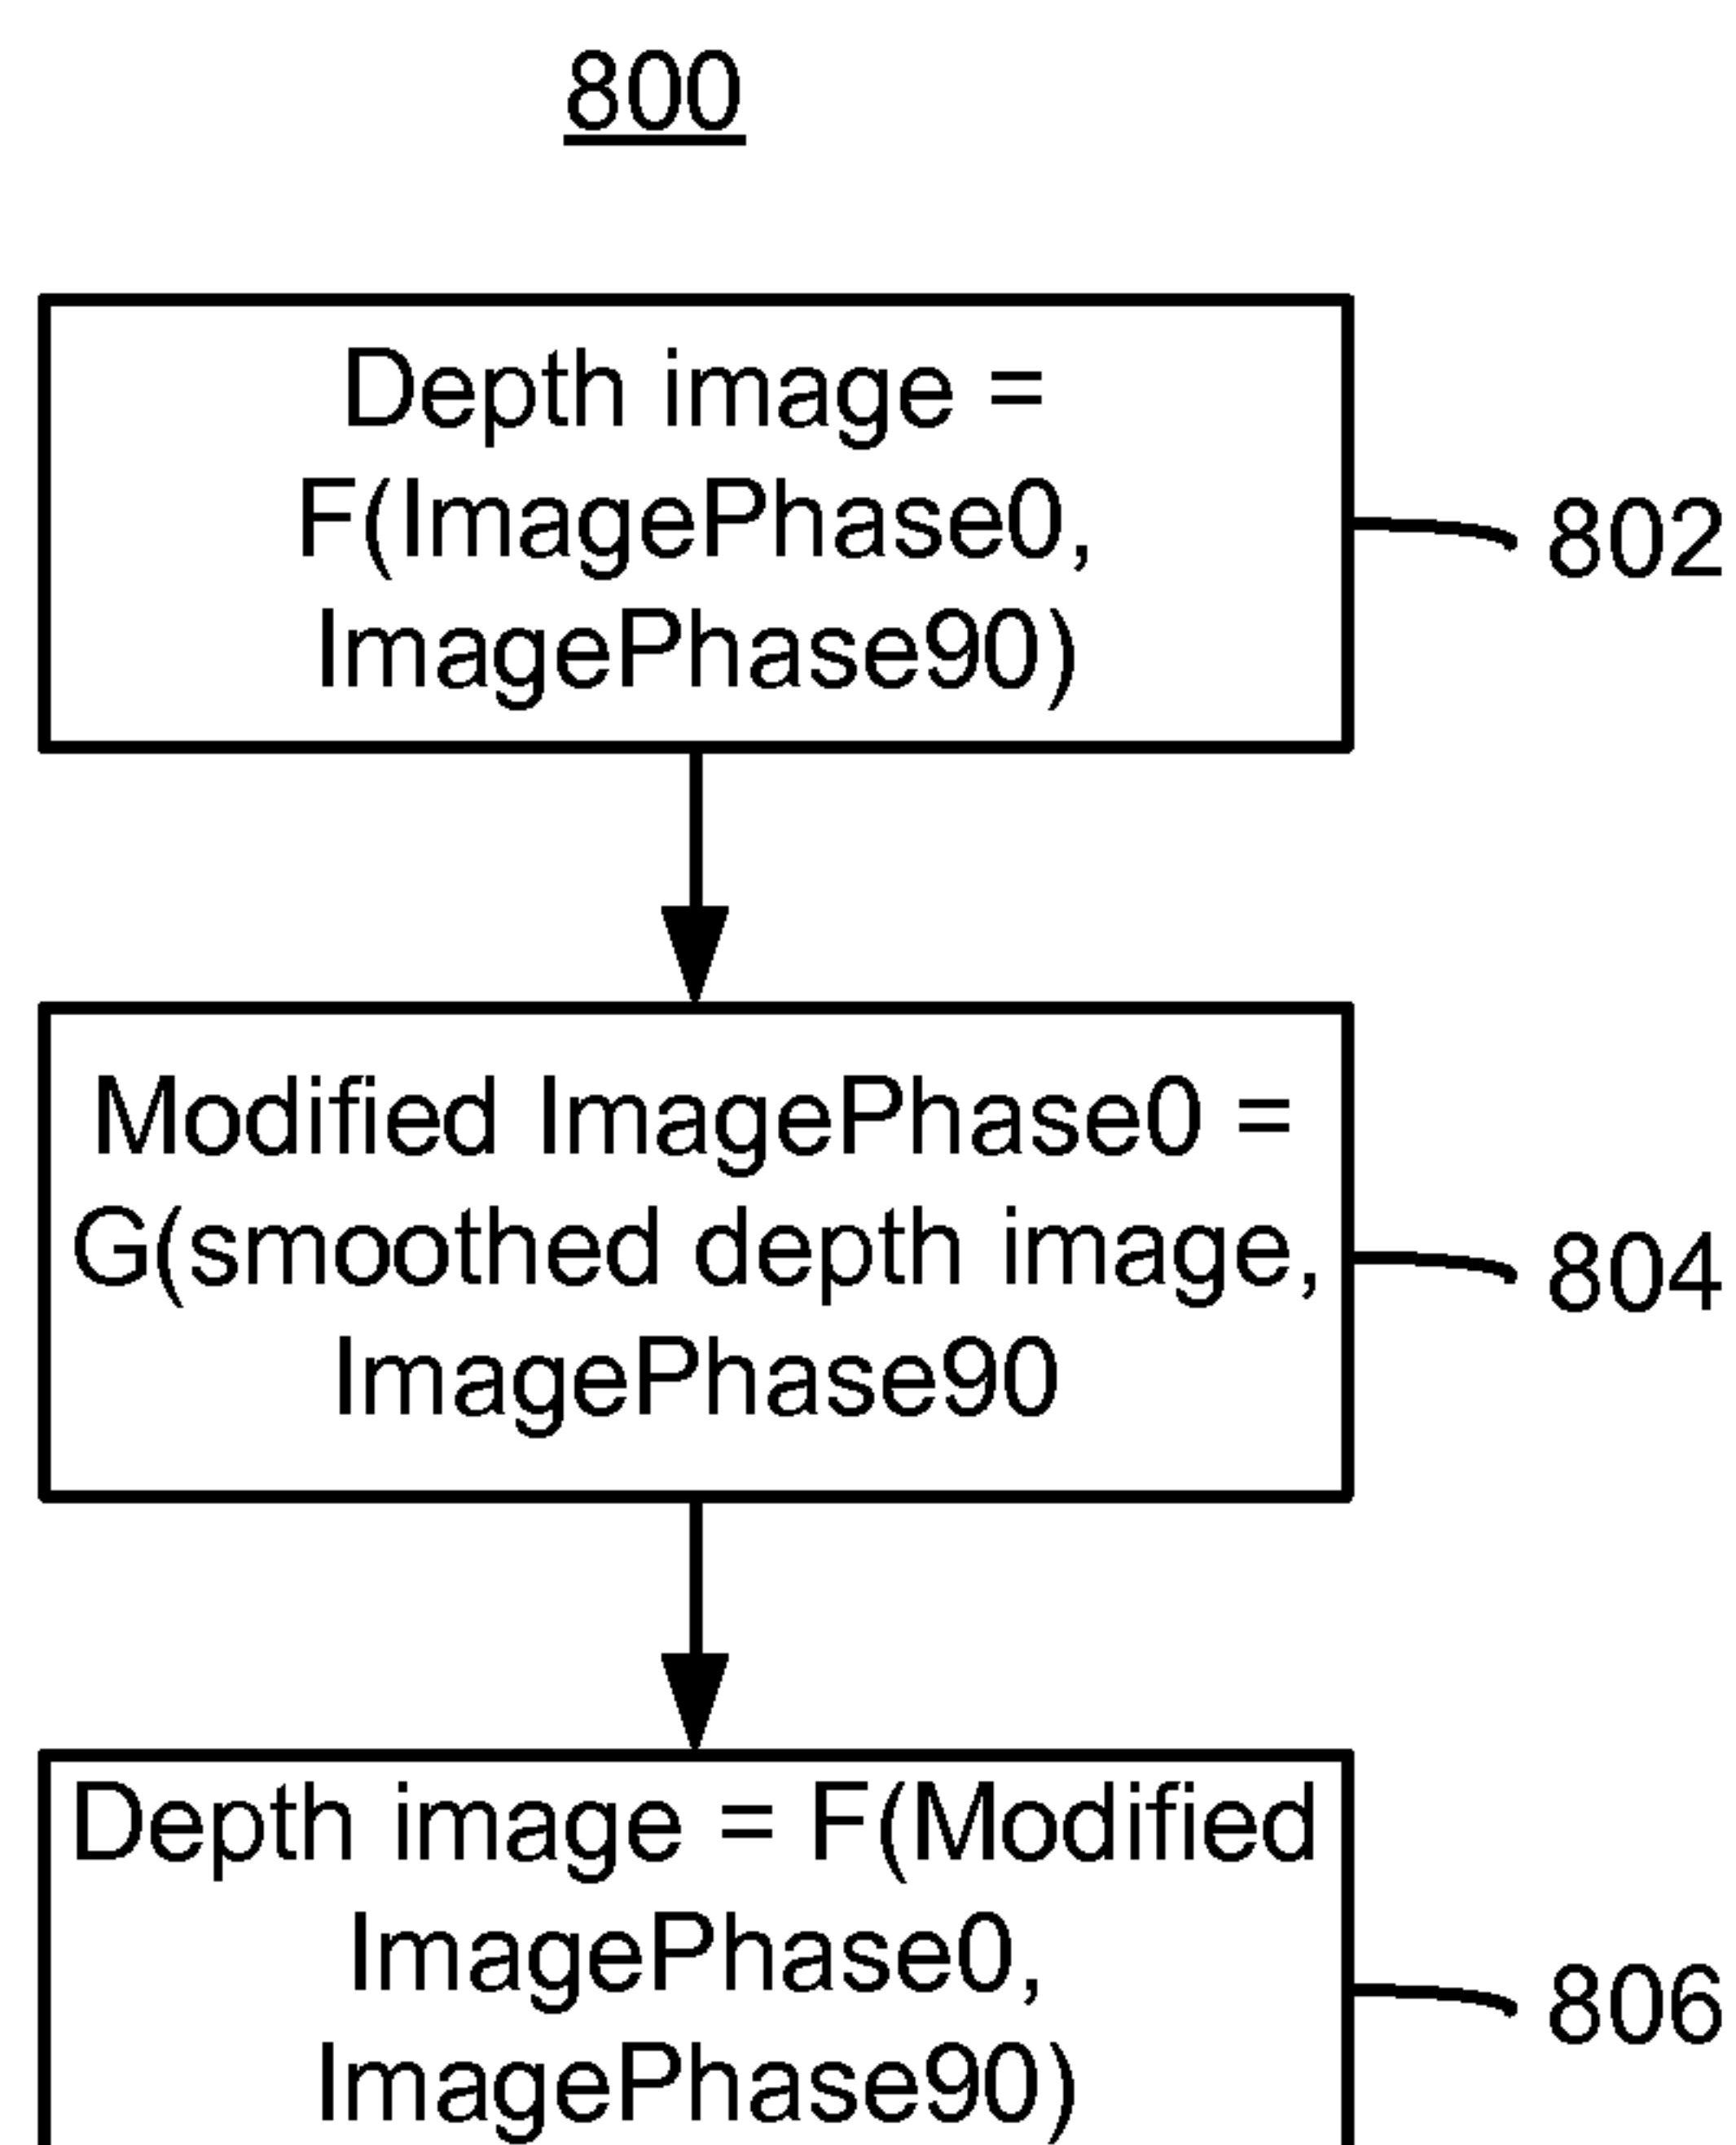 800
Depth image =
F(ImagePhase0,
ImagePhase90)
802
Modified ImagePhase0 =
G(smoothed depth image,
ImagePhase90
804
Depth image = F(Modified
ImagePhase0,
ImagePhase90)
806